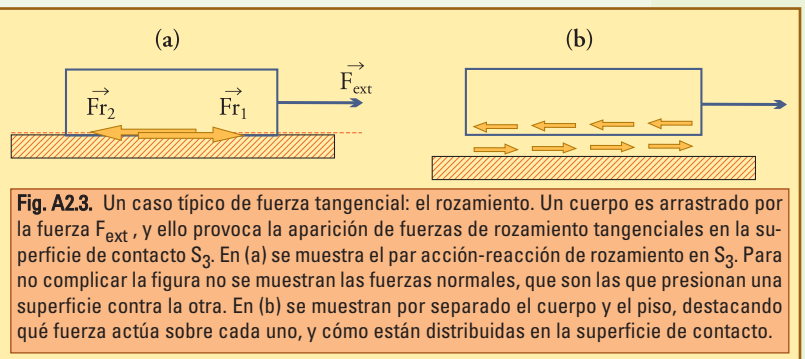 (a)
(b)
F ext
Fr2
Fr1
Fig. A2.3. Un caso típico de fuerza tangencial: el rozamiento. Un cuerpo es arrastrado por
la fuerza Fext , y ello provoca la aparición de fuerzas de rozamiento tangenciales en la su-
perficie de contacto S3. En (a) se muestra el par acción-reacción de rozamiento en S3. Para
no complicar la figura no se muestran las fuerzas normales, que son las que presionan una
superficie contra la otra. En (b) se muestran por separado el cuerpo y el piso, destacando
qué fuerza actúa sobre cada uno, y cómo están distribuidas en la superficie de contacto.